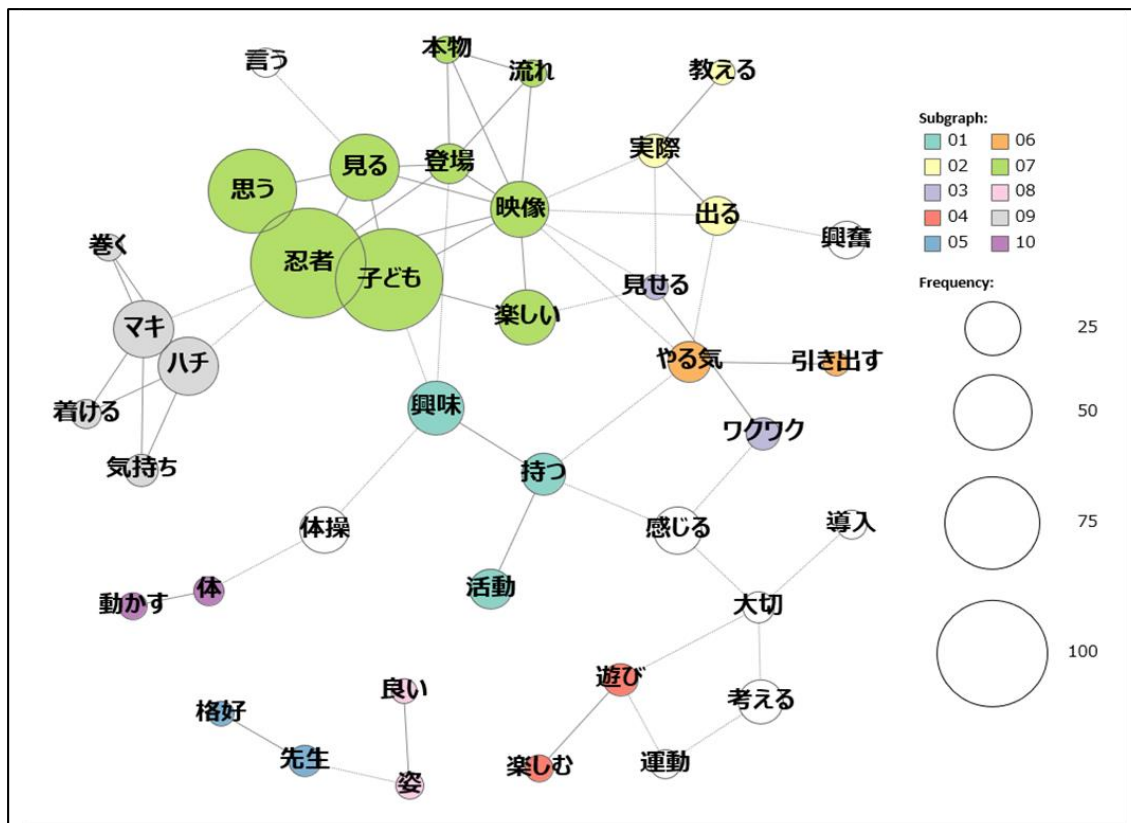 言う
本物
流れ
教える
実際
見る
登場
思う
映像
出る
興奮
忍者
子ども
巻く
見せる
マキ
楽しい
ハチ
やる気
引き出す
着ける
興味
ワクワク
気持ち
持つ
体操
感じる
導入
活動
体
動かす
大切
遊び
良い
考える
格好
先生
楽しむ
運動
姿
Subgraph:
01 06
02 07
03 08
04 09
05 10
Frequency:
25
50
75
100